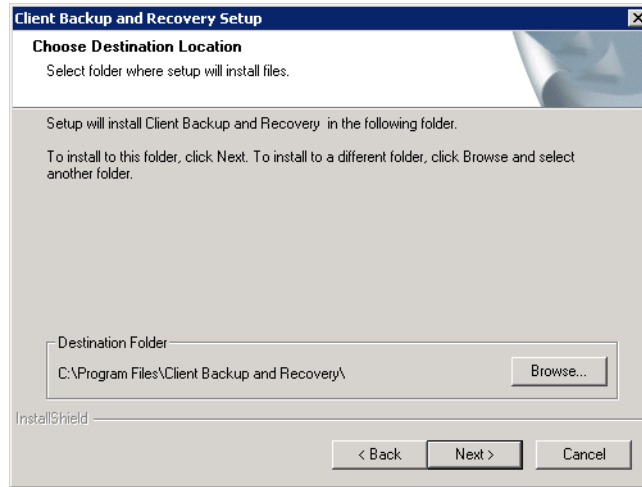 Client Backup and Recovery Setup
Choose Destination Location
Select folder where setup will install files.
Setup will install Client Backup and Recovery in the following folder.
To install to this folder, click Next. To install to a different folder, click Browse and select
another folder.
Destination Folder
C:\Program Files\Client Backup and Recovery\
Browse...
InstallShield
< Back
Next >
Cancel